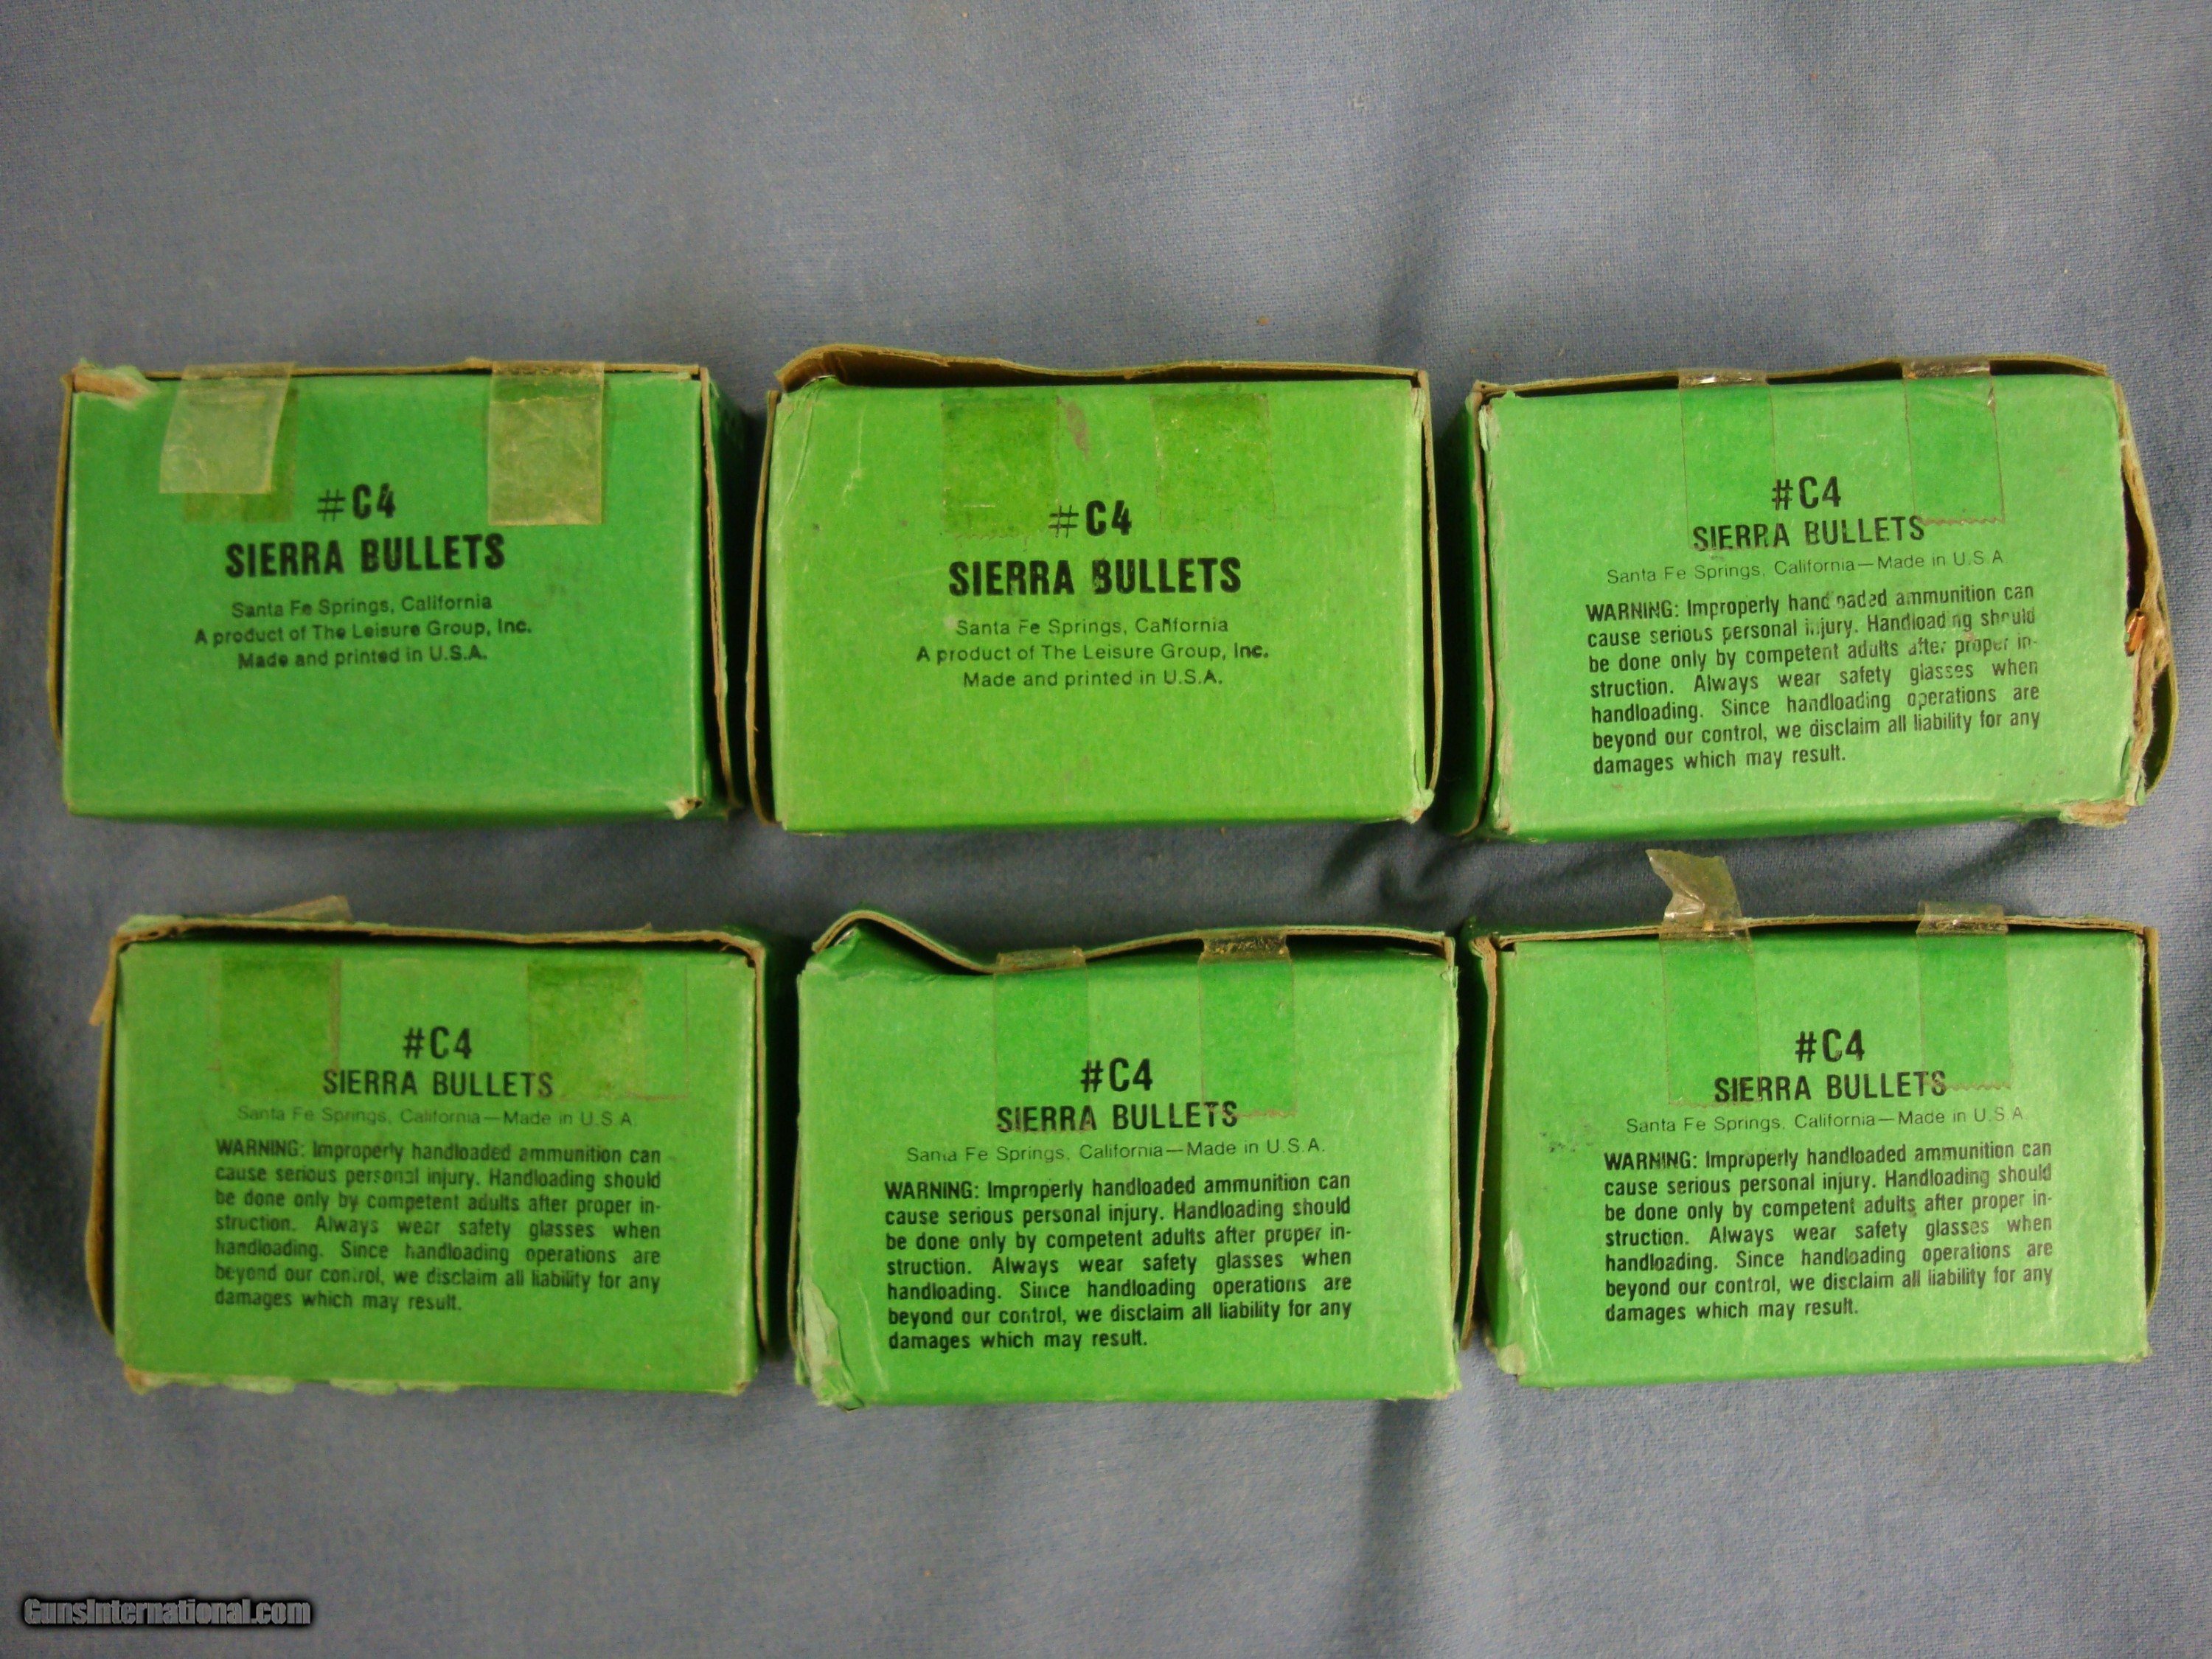 #C4
SIERRA BULLETS
Santa Fe Springs, California
A product of The Leisure Group, Inc.
Made and printed in U.S.A.
#C4
SIERRA BULLETS
Santa Fe Springs, California
A product of The Leisure Group, Inc.
Made and printed in U.S.A.
#C4
SIERRA BULLETS
Santa Fe Springs, California—Made in U.S.A.
WARNING: Improperly handloaded ammunition can
cause serious personal injury. Handloading should
be done only by competent adults after proper in-
struction. Always wear safety glasses when
handloading. Since handloading operations are
beyond our control, we disclaim all liability for any
damages which may result.
#C4
SIERRA BULLETS
Santa Fe Springs, California—Made in U.S.A.
WARNING: Improperly handloaded ammunition can
cause serious personal injury. Handloading should
be done only by competent adults after proper in-
struction. Always wear safety glasses when
handloading. Since handloading operations are
beyond our control, we disclaim all liability for any
damages which may result.
#C4
SIERRA BULLETS
Santa Fe Springs, California—Made in U.S.A.
WARNING: Improperly handloaded ammunition can
cause serious personal injury. Handloading should
be done only by competent adults after proper in-
struction. Always wear safety glasses when
handloading. Since handloading operations are
beyond our control, we disclaim all liability for any
damages which may result.
#C4
SIERRA BULLETS
Santa Fe Springs, California—Made in U.S.A.
WARNING: Improperly handloaded ammunition can
cause serious personal injury. Handloading should
be done only by competent adults after proper in-
struction. Always wear safety glasses when
handloading. Since handloading operations are
beyond our control, we disclaim all liability for any
damages which may result.
GunsInternational.com